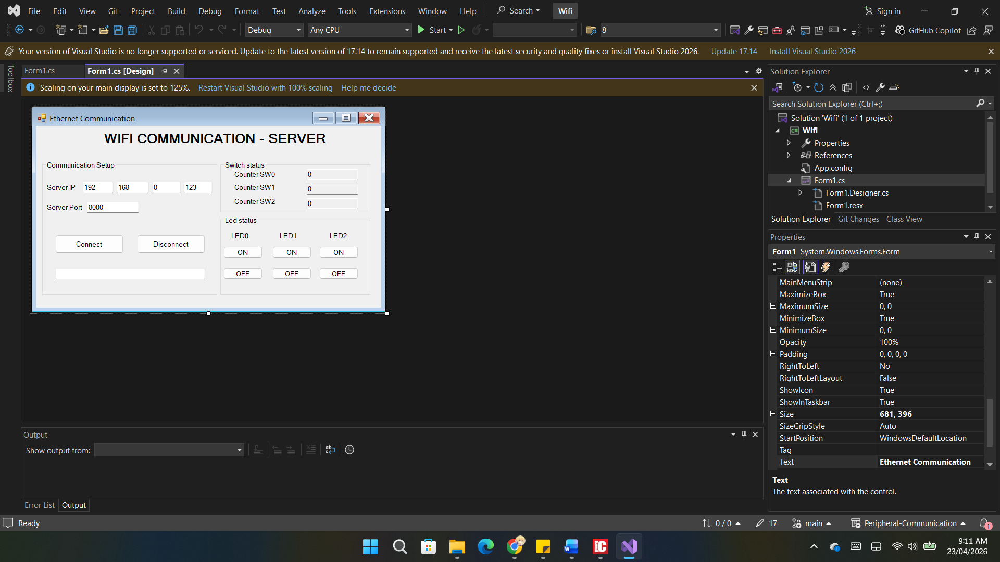 File Edit View Git Project Build Debug Format Test Analyze Tools Extensions Window Help Search Wifi Sign in
Debug Any CPU Start 8 GitHub Copilot
Your version of Visual Studio is no longer supported or serviced. Update to the latest version of 17.14 to remain supported and receive the latest security and quality fixes or install Visual Studio 2026. Update 17.14 Install Visual Studio 2026
Toolbox
Form1.cs Form1.cs [Design]
Scaling on your main display is set to 125%. Restart Visual Studio with 100% scaling Help me decide
Ethernet Communication
WIFI COMMUNICATION - SERVER
Communication Setup
Server IP 192 168 0 123
Server Port 8000
Connect Disconnect
Switch status
Counter SW0 0
Counter SW1 0
Counter SW2 0
Led status
LED0 LED1 LED2
ON ON ON
OFF OFF OFF
Output
Show output from:
Error List Output
Solution Explorer
Search Solution Explorer (Ctrl+;)
Solution 'Wifi' (1 of 1 project)
C# Wifi
Properties
References
App.config
Form1.cs
Form1.Designer.cs
Form1.resx
Solution Explorer Git Changes Class View
Properties
Form1 System.Windows.Forms.Form
MainMenuStrip (none)
MaximizeBox True
MaximumSize 0, 0
MinimizeBox True
MinimumSize 0, 0
Opacity 100%
Padding 0, 0, 0, 0
RightToLeft No
RightToLeftLayout False
ShowIcon True
ShowInTaskbar True
Size 681, 396
SizeGripStyle Auto
StartPosition WindowsDefaultLocation
Tag
Text Ethernet Communication
Text
The text associated with the control.
Ready 0 / 0 17 main Peripheral-Communication 1
9:11 AM
23/04/2026